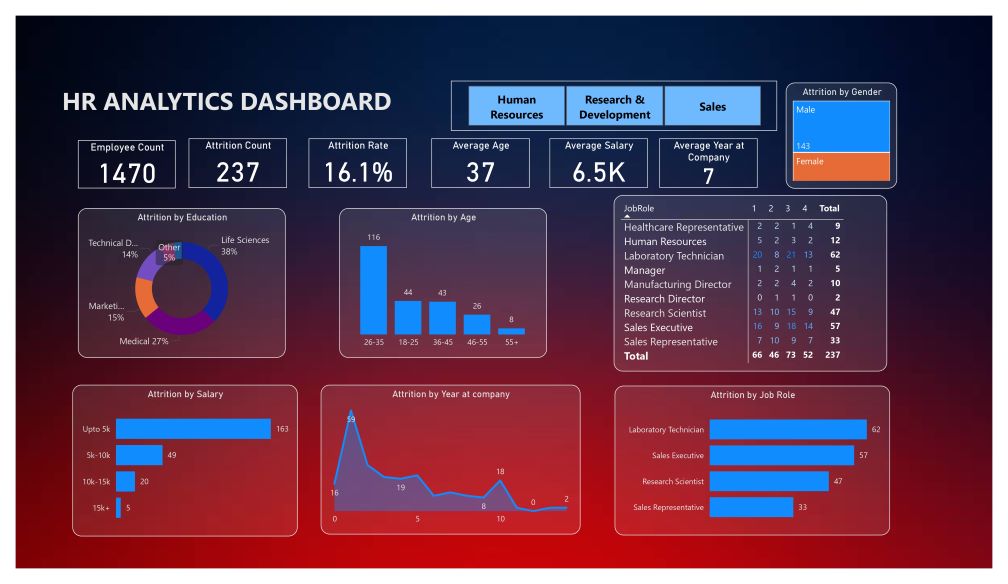 HR ANALYTICS DASHBOARD
Human
Resources
Research &
Development
Sales
Attrition by Gender
Male
143
Female
Employee Count
1470
Attrition Count
237
Attrition Rate
16.1%
Average Age
37
Average Salary
6.5K
Average Year at
Company
7
Attrition by Education
Technical D...
14%
Other
5%
Life Sciences
38%
Marketi...
15%
Medical 27%
Attrition by Age
116
44
43
26
8
26-35 18-25 36-45 46-55 55+
JobRole 1 2 3 4 Total
Healthcare Representative 2 2 1 4 9
Human Resources 5 2 3 2 12
Laboratory Technician 20 8 21 13 62
Manager 1 2 1 1 5
Manufacturing Director 2 2 4 2 10
Research Director 0 1 1 0 2
Research Scientist 13 10 15 9 47
Sales Executive 16 9 18 14 57
Sales Representative 7 10 9 7 33
Total 66 46 73 52 237
Attrition by Salary
Upto 5k 163
5k-10k 49
10k-15k 20
15k+ 5
Attrition by Year at company
59
16
19
18
8
0
2
0 5 10
Attrition by Job Role
Laboratory Technician 62
Sales Executive 57
Research Scientist 47
Sales Representative 33